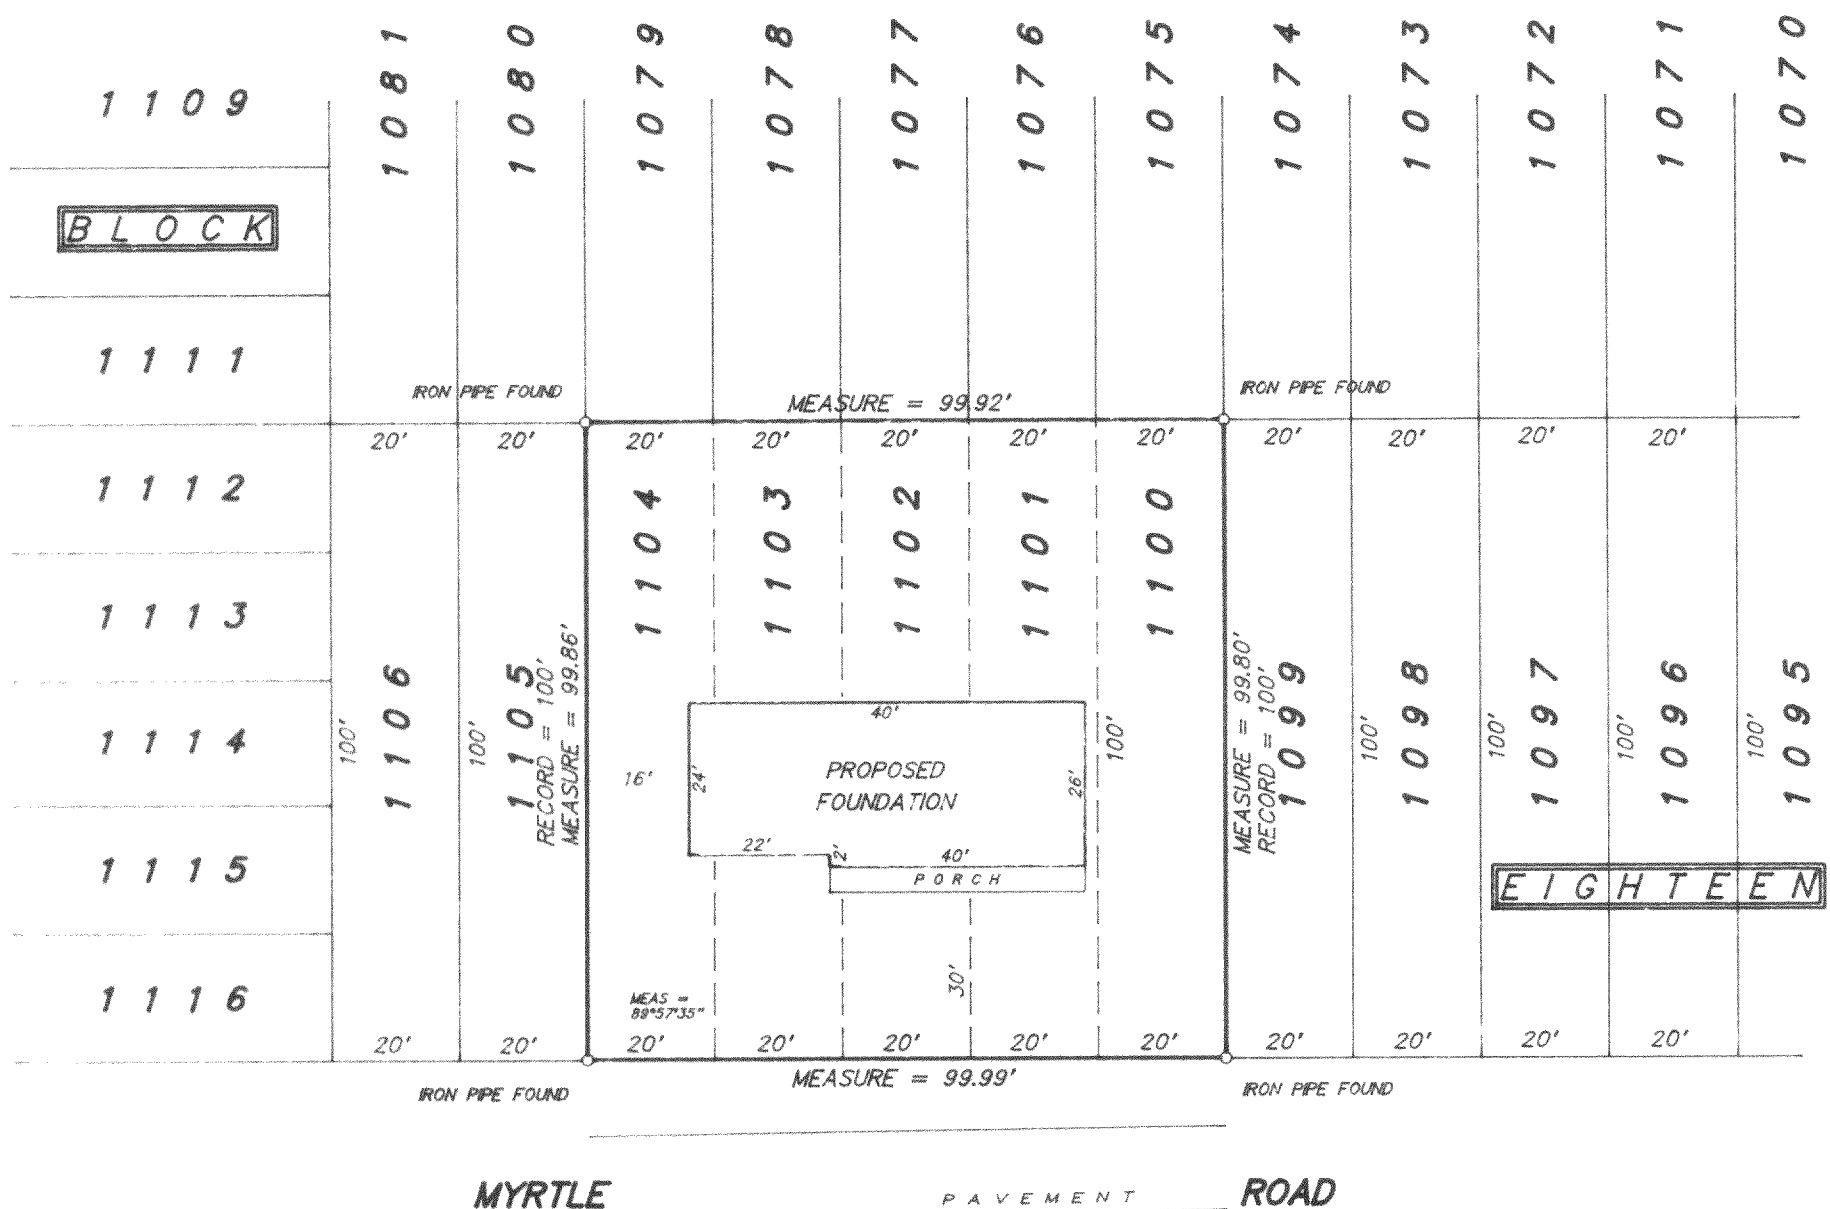 1081
1080
1079
1078
1077
1076
1075
1074
1073
1072
1071
1070
1109
BLOCK
1111
IRON PIPE FOUND
MEASURE = 99.92'
IRON PIPE FOUND
20' 20' 20' 20' 20' 20' 20' 20' 20' 20' 20'
1112
1104
1103
1102
1101
1100
1113
1114
100'
1106
100'
1105
RECORD = 100'
MEASURE = 99.86'
16'
40'
24'
PROPOSED
FOUNDATION
26'
100'
MEASURE = 99.80'
RECORD = 100'
1099
100'
1098
100'
1097
100'
1096
100'
1095
22'
2'
40'
PORCH
1115
EIGHTEEN
1116
30'
MEAS =
89°57'35"
20' 20' 20' 20' 20' 20' 20' 20' 20' 20' 20'
MEASURE = 99.99'
IRON PIPE FOUND
IRON PIPE FOUND
MYRTLE PAVEMENT ROAD